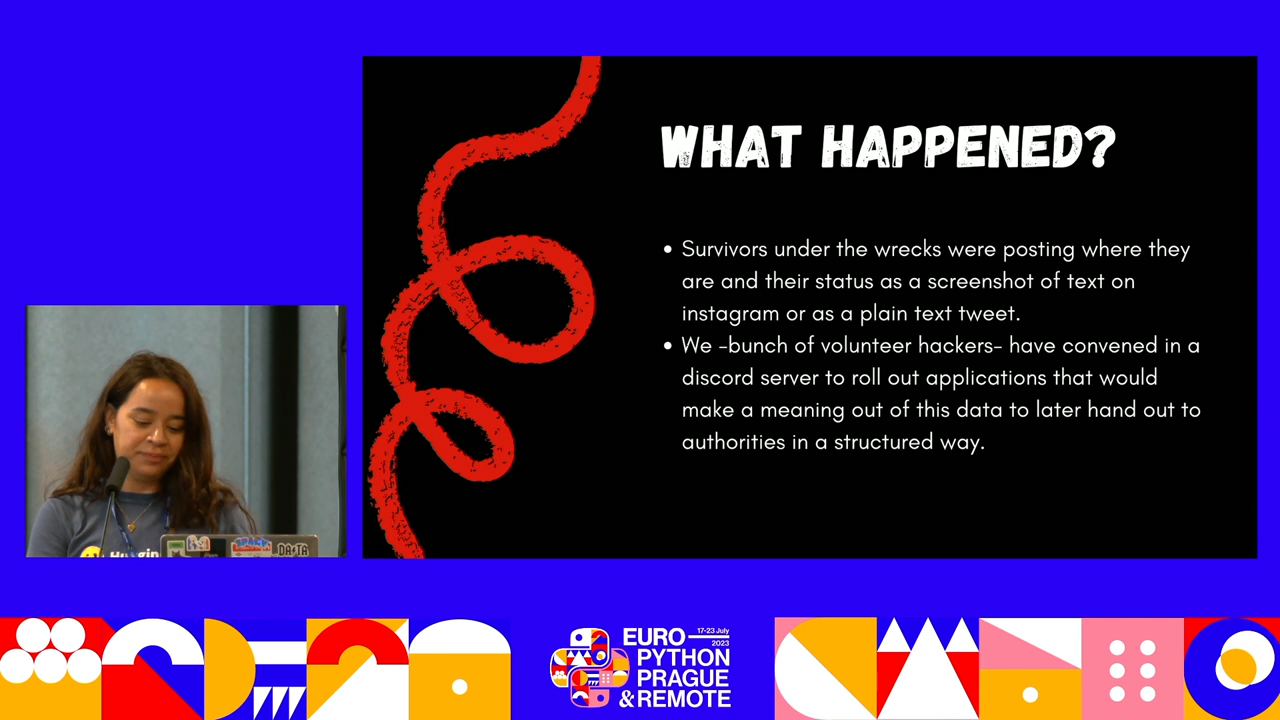 WHAT HAPPENED?
• Survivors under the wrecks were posting where they
are and their status as a screenshot of text on
instagram or as a plain text tweet.
• We -bunch of volunteer hackers- have convened in a
discord server to roll out applications that would
make a meaning out of this data to later hand out to
authorities in a structured way.
Huggin
DATA
EURO
17-23 July
2023
PYTHON
PRAGUE
& REMOTE